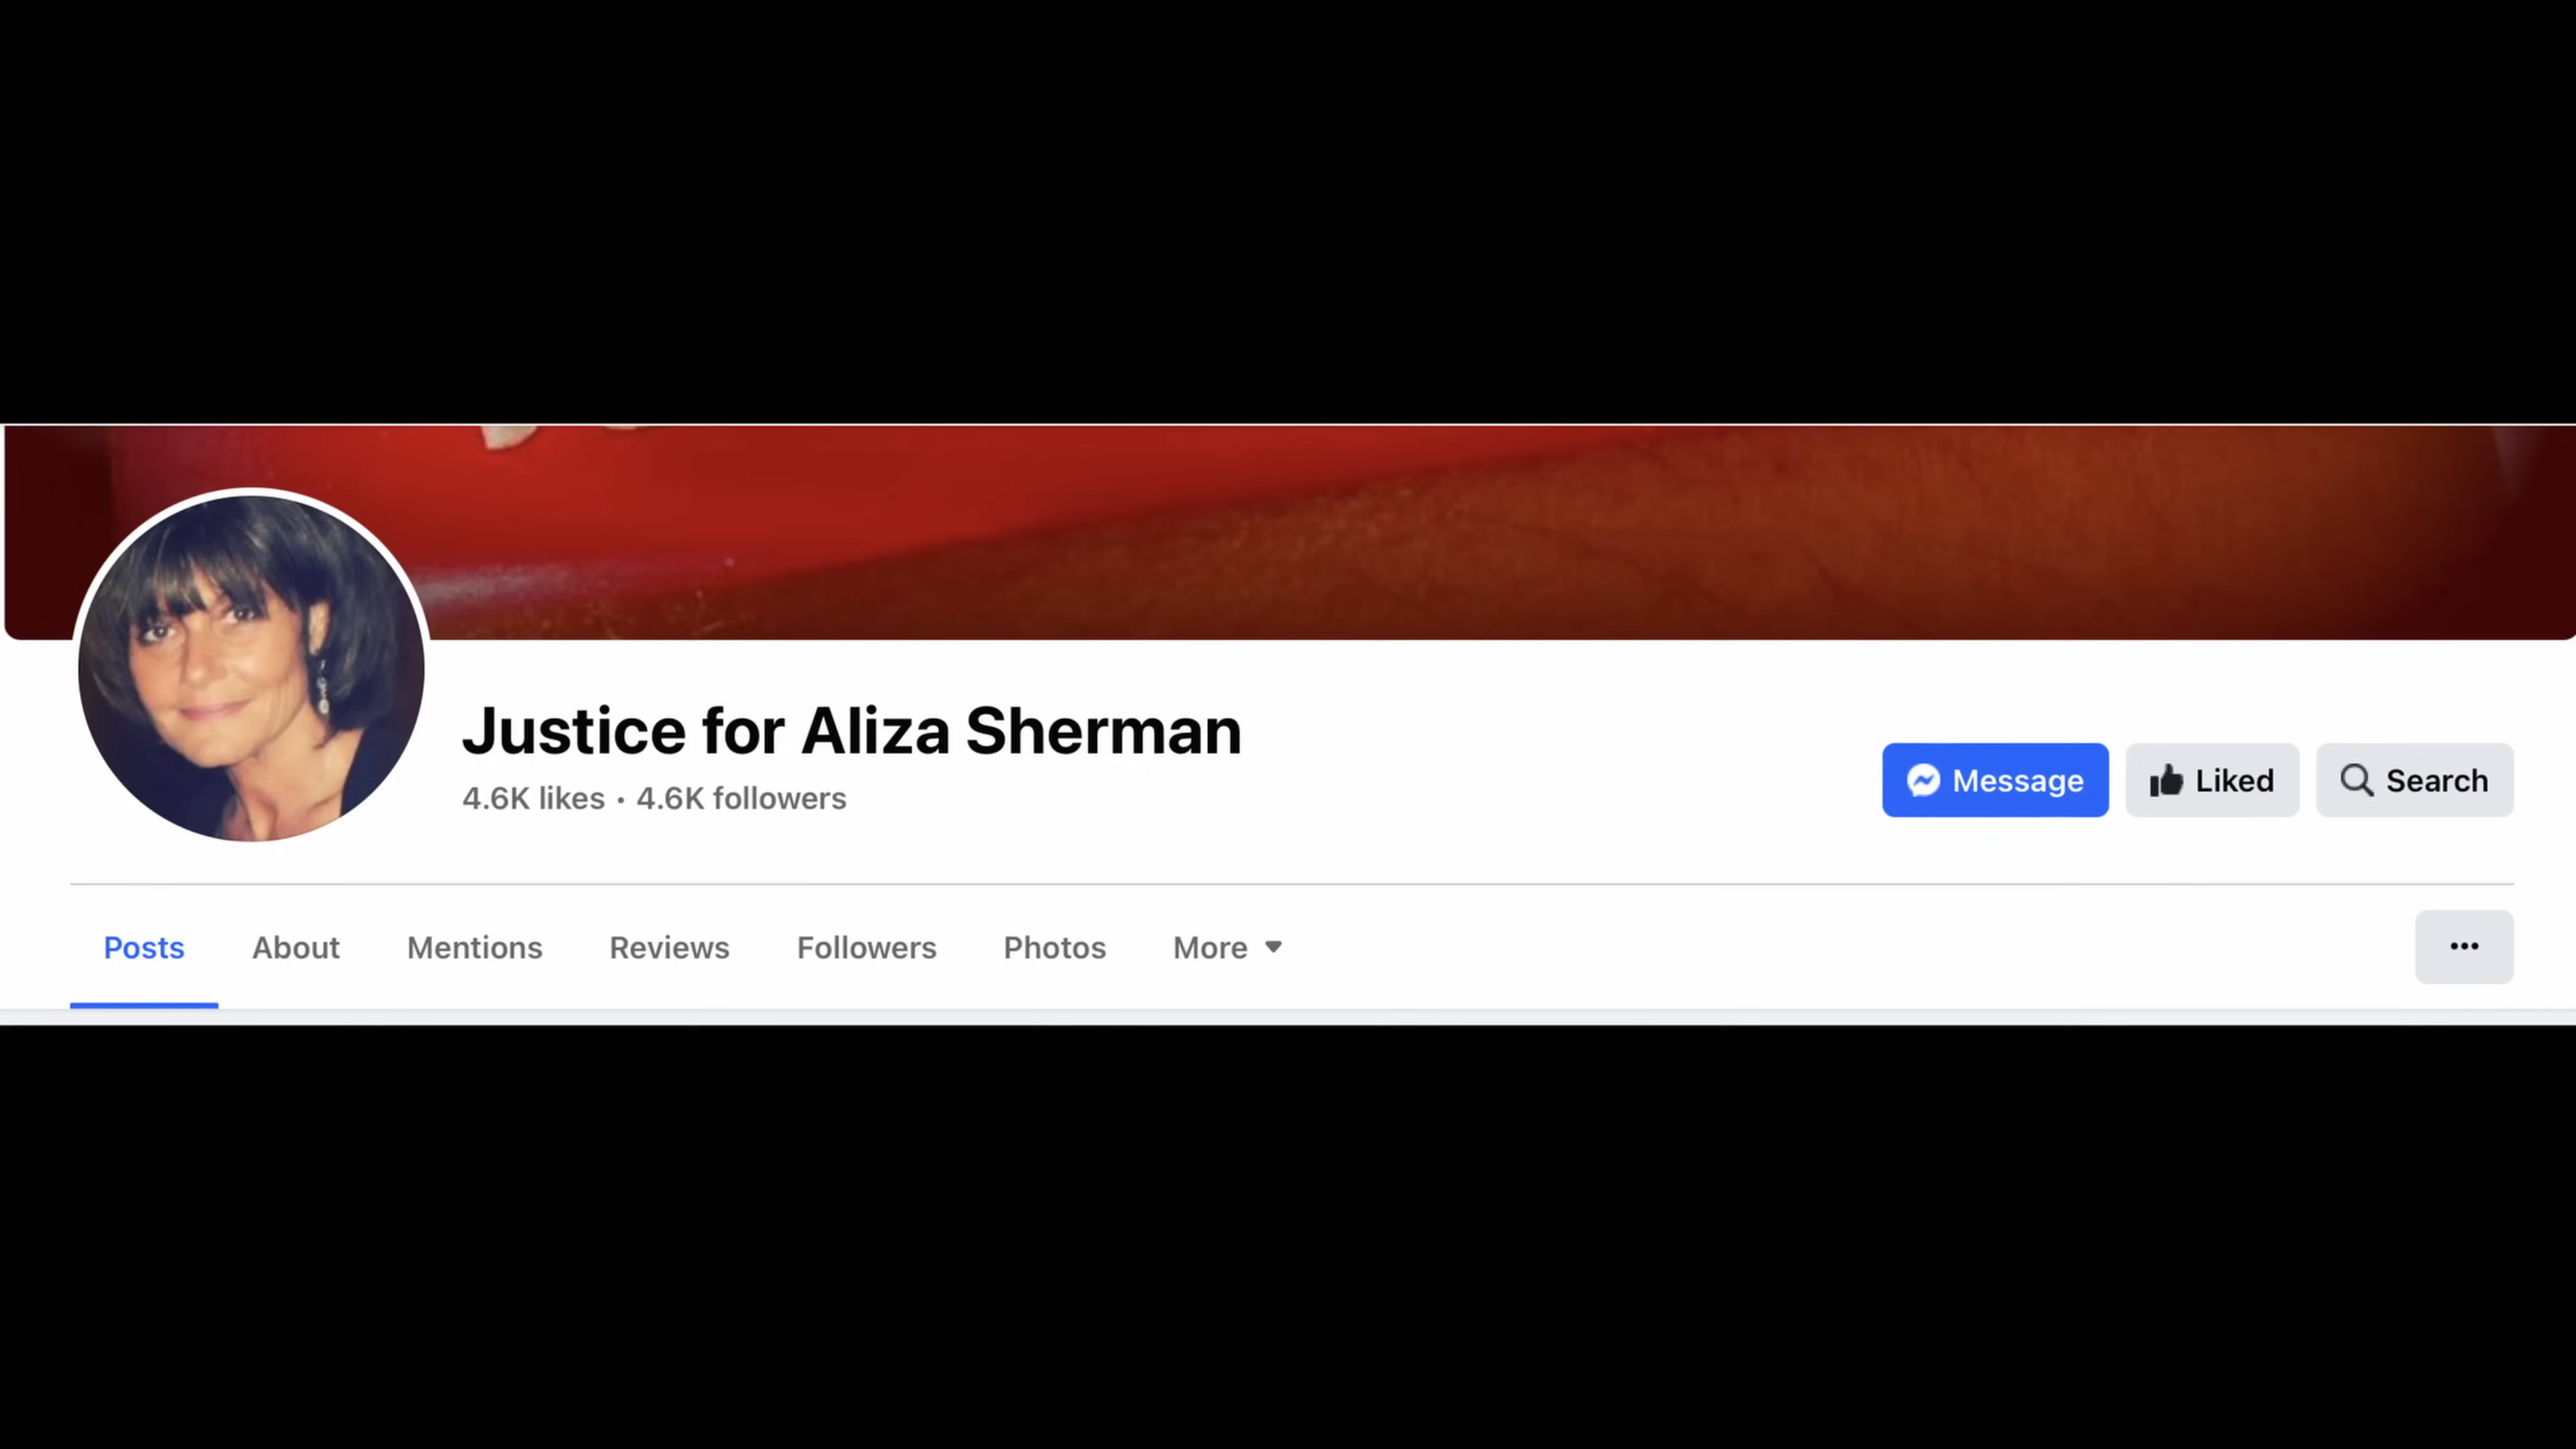 Justice for Aliza Sherman
4.6K likes • 4.6K followers
Message Liked Search
Posts About Mentions Reviews Followers Photos More